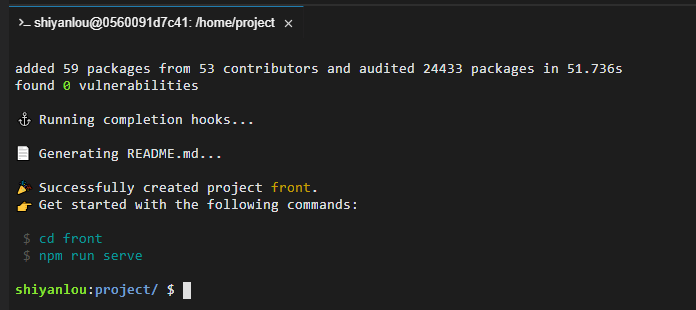 >_ shiyanlou@0560091d7c41: /home/project ×
added 59 packages from 53 contributors and audited 24433 packages in 51.736s
found 0 vulnerabilities
⚓ Running completion hooks...
📄 Generating README.md...
🎉 Successfully created project front.
👉 Get started with the following commands:
$ cd front
$ npm run serve
shiyanlou:project/ $